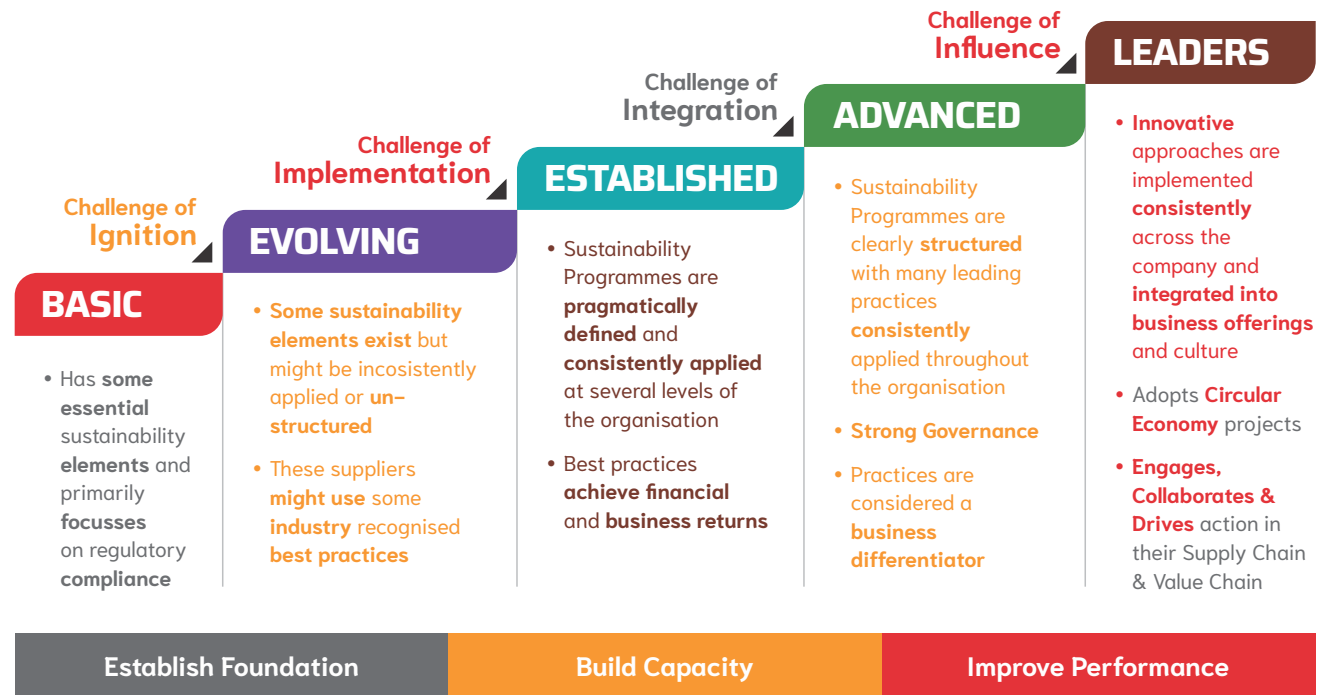 Challenge of
Ignition
BASIC
• Has some
essential
sustainability
elements and
primarily
focusses
on regulatory
compliance
Challenge of
Implementation
EVOLVING
• Some sustainability
elements exist but
might be incosistently
applied or un-
structured
• These suppliers
might use some
industry recognised
best practices
Challenge of
Integration
ESTABLISHED
• Sustainability
Programmes are
pragmatically
defined and
consistently applied
at several levels of
the organisation
• Best practices
achieve financial
and business returns
Challenge of
Influence
ADVANCED
• Sustainability
Programmes are
clearly structured
with many leading
practices
consistently
applied throughout
the organisation
• Strong Governance
• Practices are
considered a
business
differentiator
LEADERS
• Innovative
approaches are
implemented
consistently
across the
company and
integrated into
business offerings
and culture
• Adopts Circular
Economy projects
• Engages,
Collaborates &
Drives action in
their Supply Chain
& Value Chain
Establish Foundation
Build Capacity
Improve Performance